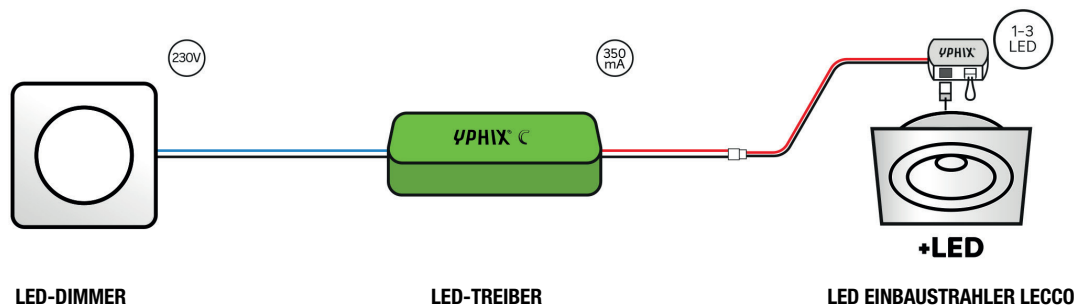 230V
350
mA
1-3
LED
YPHIX®
YPHIX®
+LED
LED-DIMMER
LED-TREIBER
LED EINBAUSTRAHLER LECCO